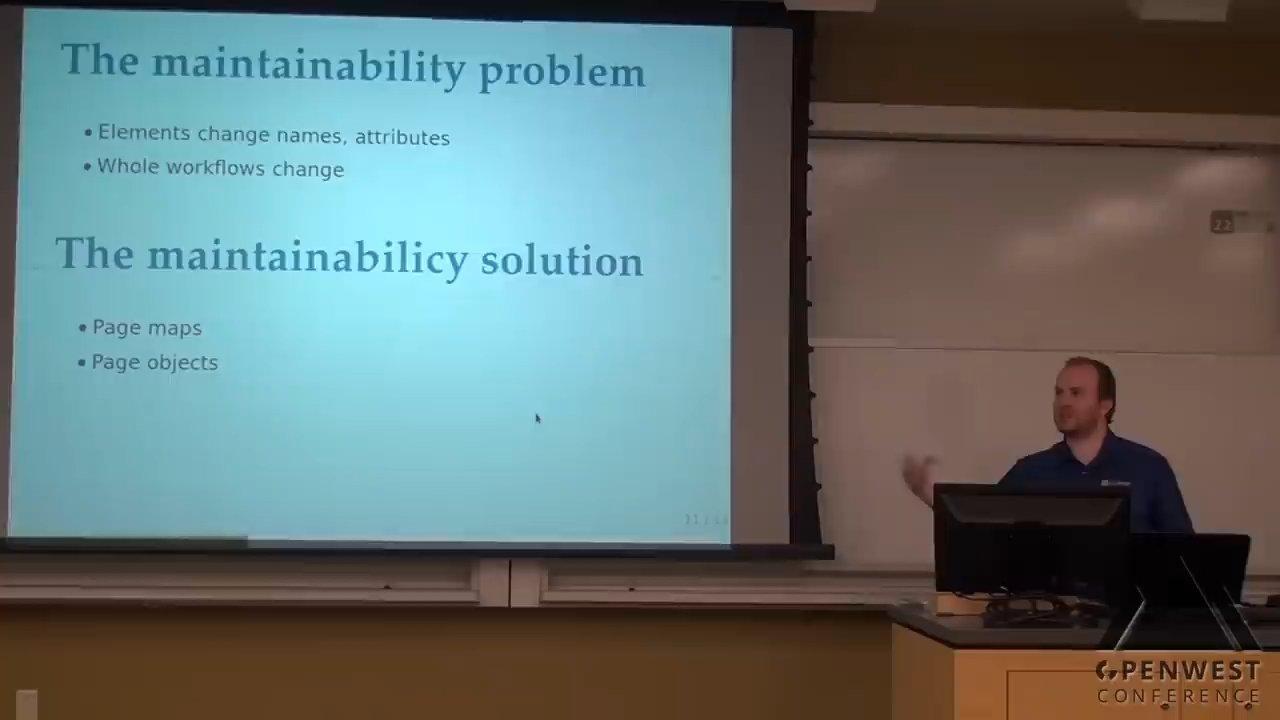 The maintainability problem
• Elements change names, attributes
• Whole workflows change
The maintainabilicy solution
• Page maps
• Page objects
22
OPENWEST
CONFERENCE